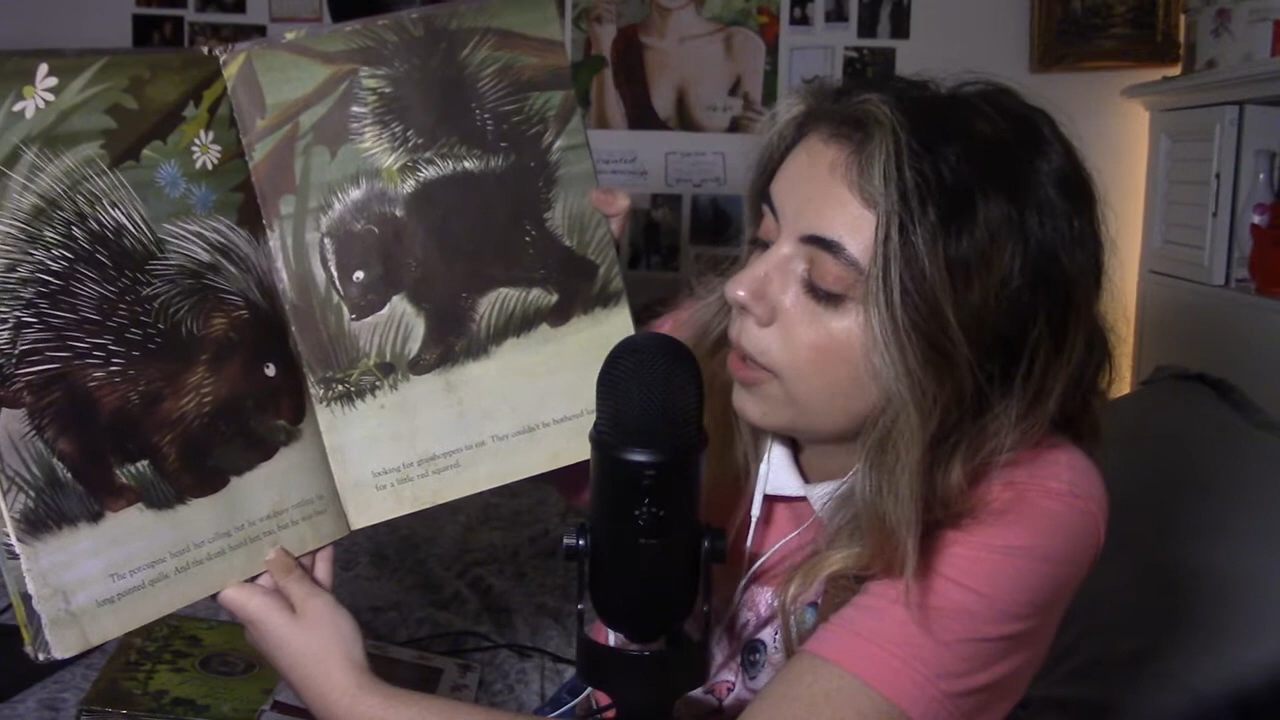 The porcupine heard her calling but he was busy rattling his
long pointed quills. And the skunk heard her, too, but he was busy
looking for grasshoppers to eat. They couldn't be bothered
for a little red squirrel.